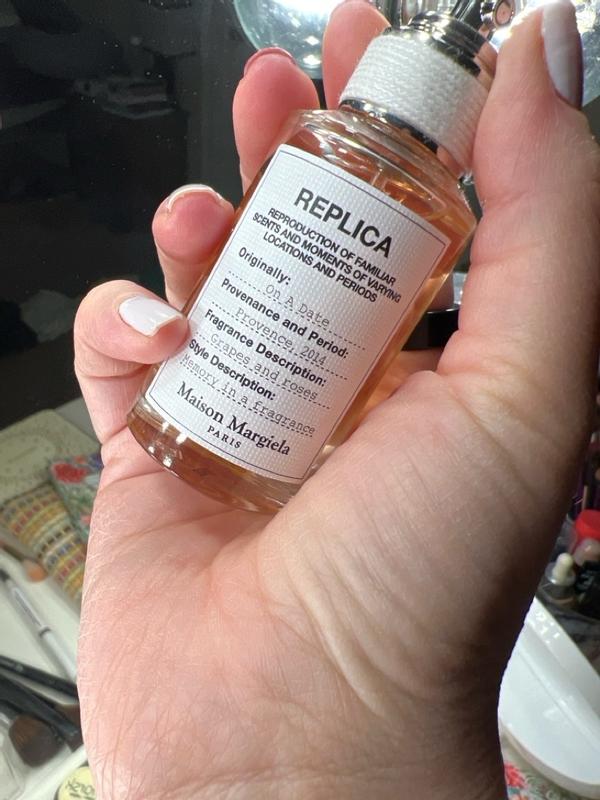 REPLICA
REPRODUCTION OF FAMILIAR
SCENTS AND MOMENTS OF VARYING
LOCATIONS AND PERIODS
Originally:
On A Date
Provenance and Period:
Provence, 2014
Fragrance Description:
Grapes and roses
Style Description:
Memory in a fragrance
Maison Margiela
PARIS